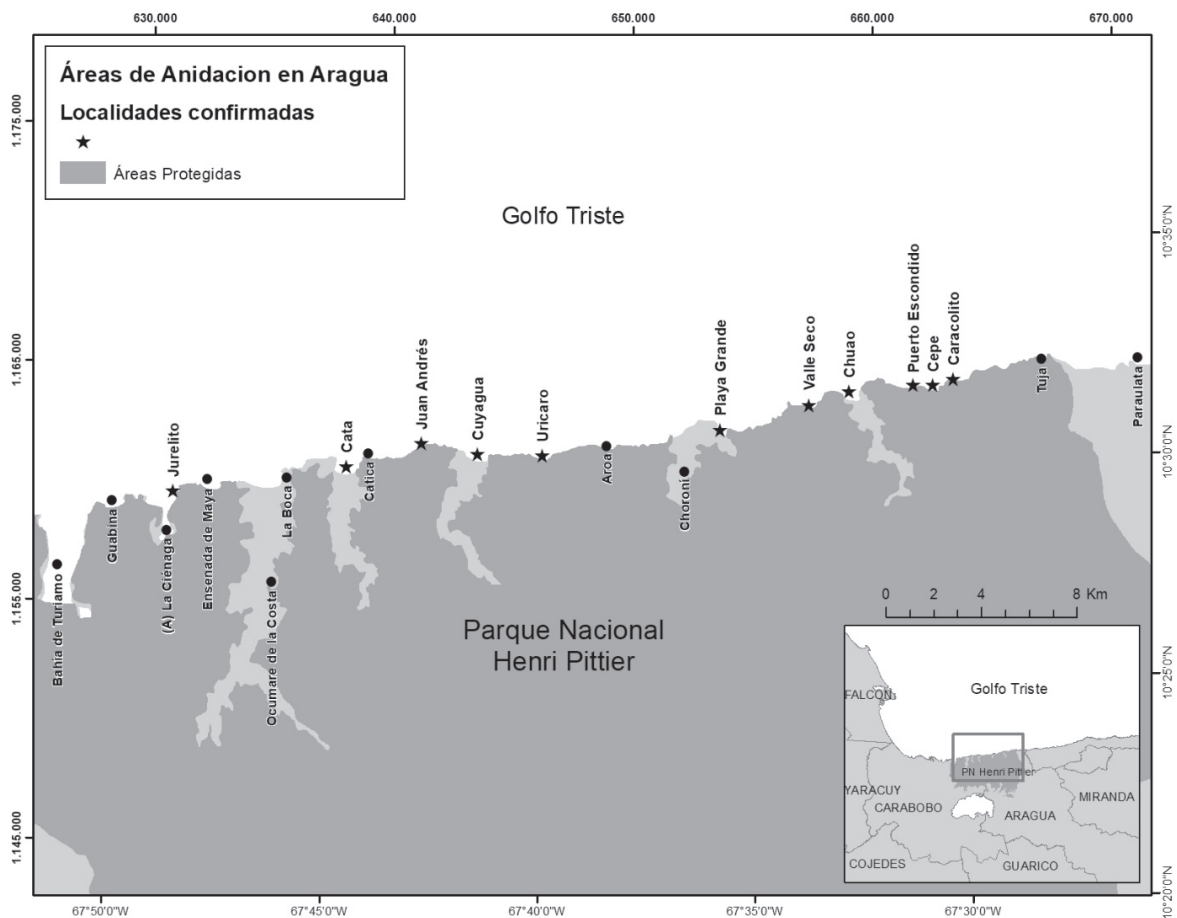 630.000
640.000
650.000
660.000
670.000
Áreas de Anidacion en Aragua
Localidades confirmadas
Áreas Protegidas
1.175.000
1.165.000
1.155.000
1.145.000
Golfo Triste
10°35'0"N
10°30'0"N
10°25'0"N
10°20'0"N
Bahia de Turiamo
Guabina
(A) La Ciénaga
Jurelito
Ensenada de Maya
Ocumare de la Costa
La Boca
Cata
Catica
Juan Andrés
Cuyagua
Uricaro
Aroa
Choroní
Playa Grande
Valle Seco
Chuao
Puerto Escondido
Cepe
Caracolito
Tuja
Paraulata
Parque Nacional
Henri Pittier
0 2 4 8 Km
Golfo Triste
FALCON
PN Henri Pittier
YARACUY
CARABOBO
ARAGUA
MIRANDA
COJEDES
GUARICO
67°50'0"W
67°45'0"W
67°40'0"W
67°35'0"W
67°30'0"W